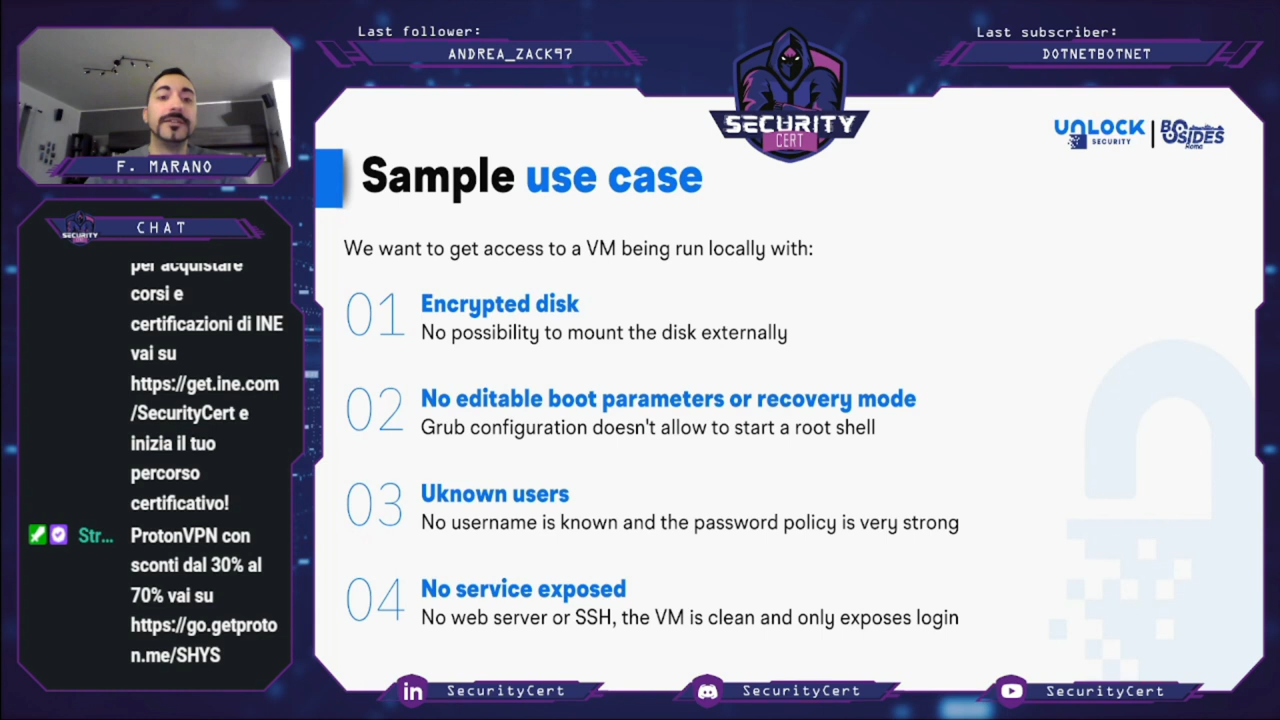 Last follower:
ANDREA_ZACK97
Last subscriber:
DOTNETBOTNET
SECURITY
CERT
UNLOCK
SECURITY
BSIDES
Roma
F. MARANO
Sample use case
We want to get access to a VM being run locally with:
01
Encrypted disk
No possibility to mount the disk externally
02
No editable boot parameters or recovery mode
Grub configuration doesn't allow to start a root shell
03
Uknown users
No username is known and the password policy is very strong
04
No service exposed
No web server or SSH, the VM is clean and only exposes login
SECURITY
CHAT
per acquistare
corsi e
certificazioni di INE
vai su
https://get.ine.com
/SecurityCert e
inizia il tuo
percorso
certificativo!
Str... ProtonVPN con
sconti dal 30% al
70% vai su
https://go.getproto
n.me/SHYS
in SecurityCert
SecurityCert
SecurityCert